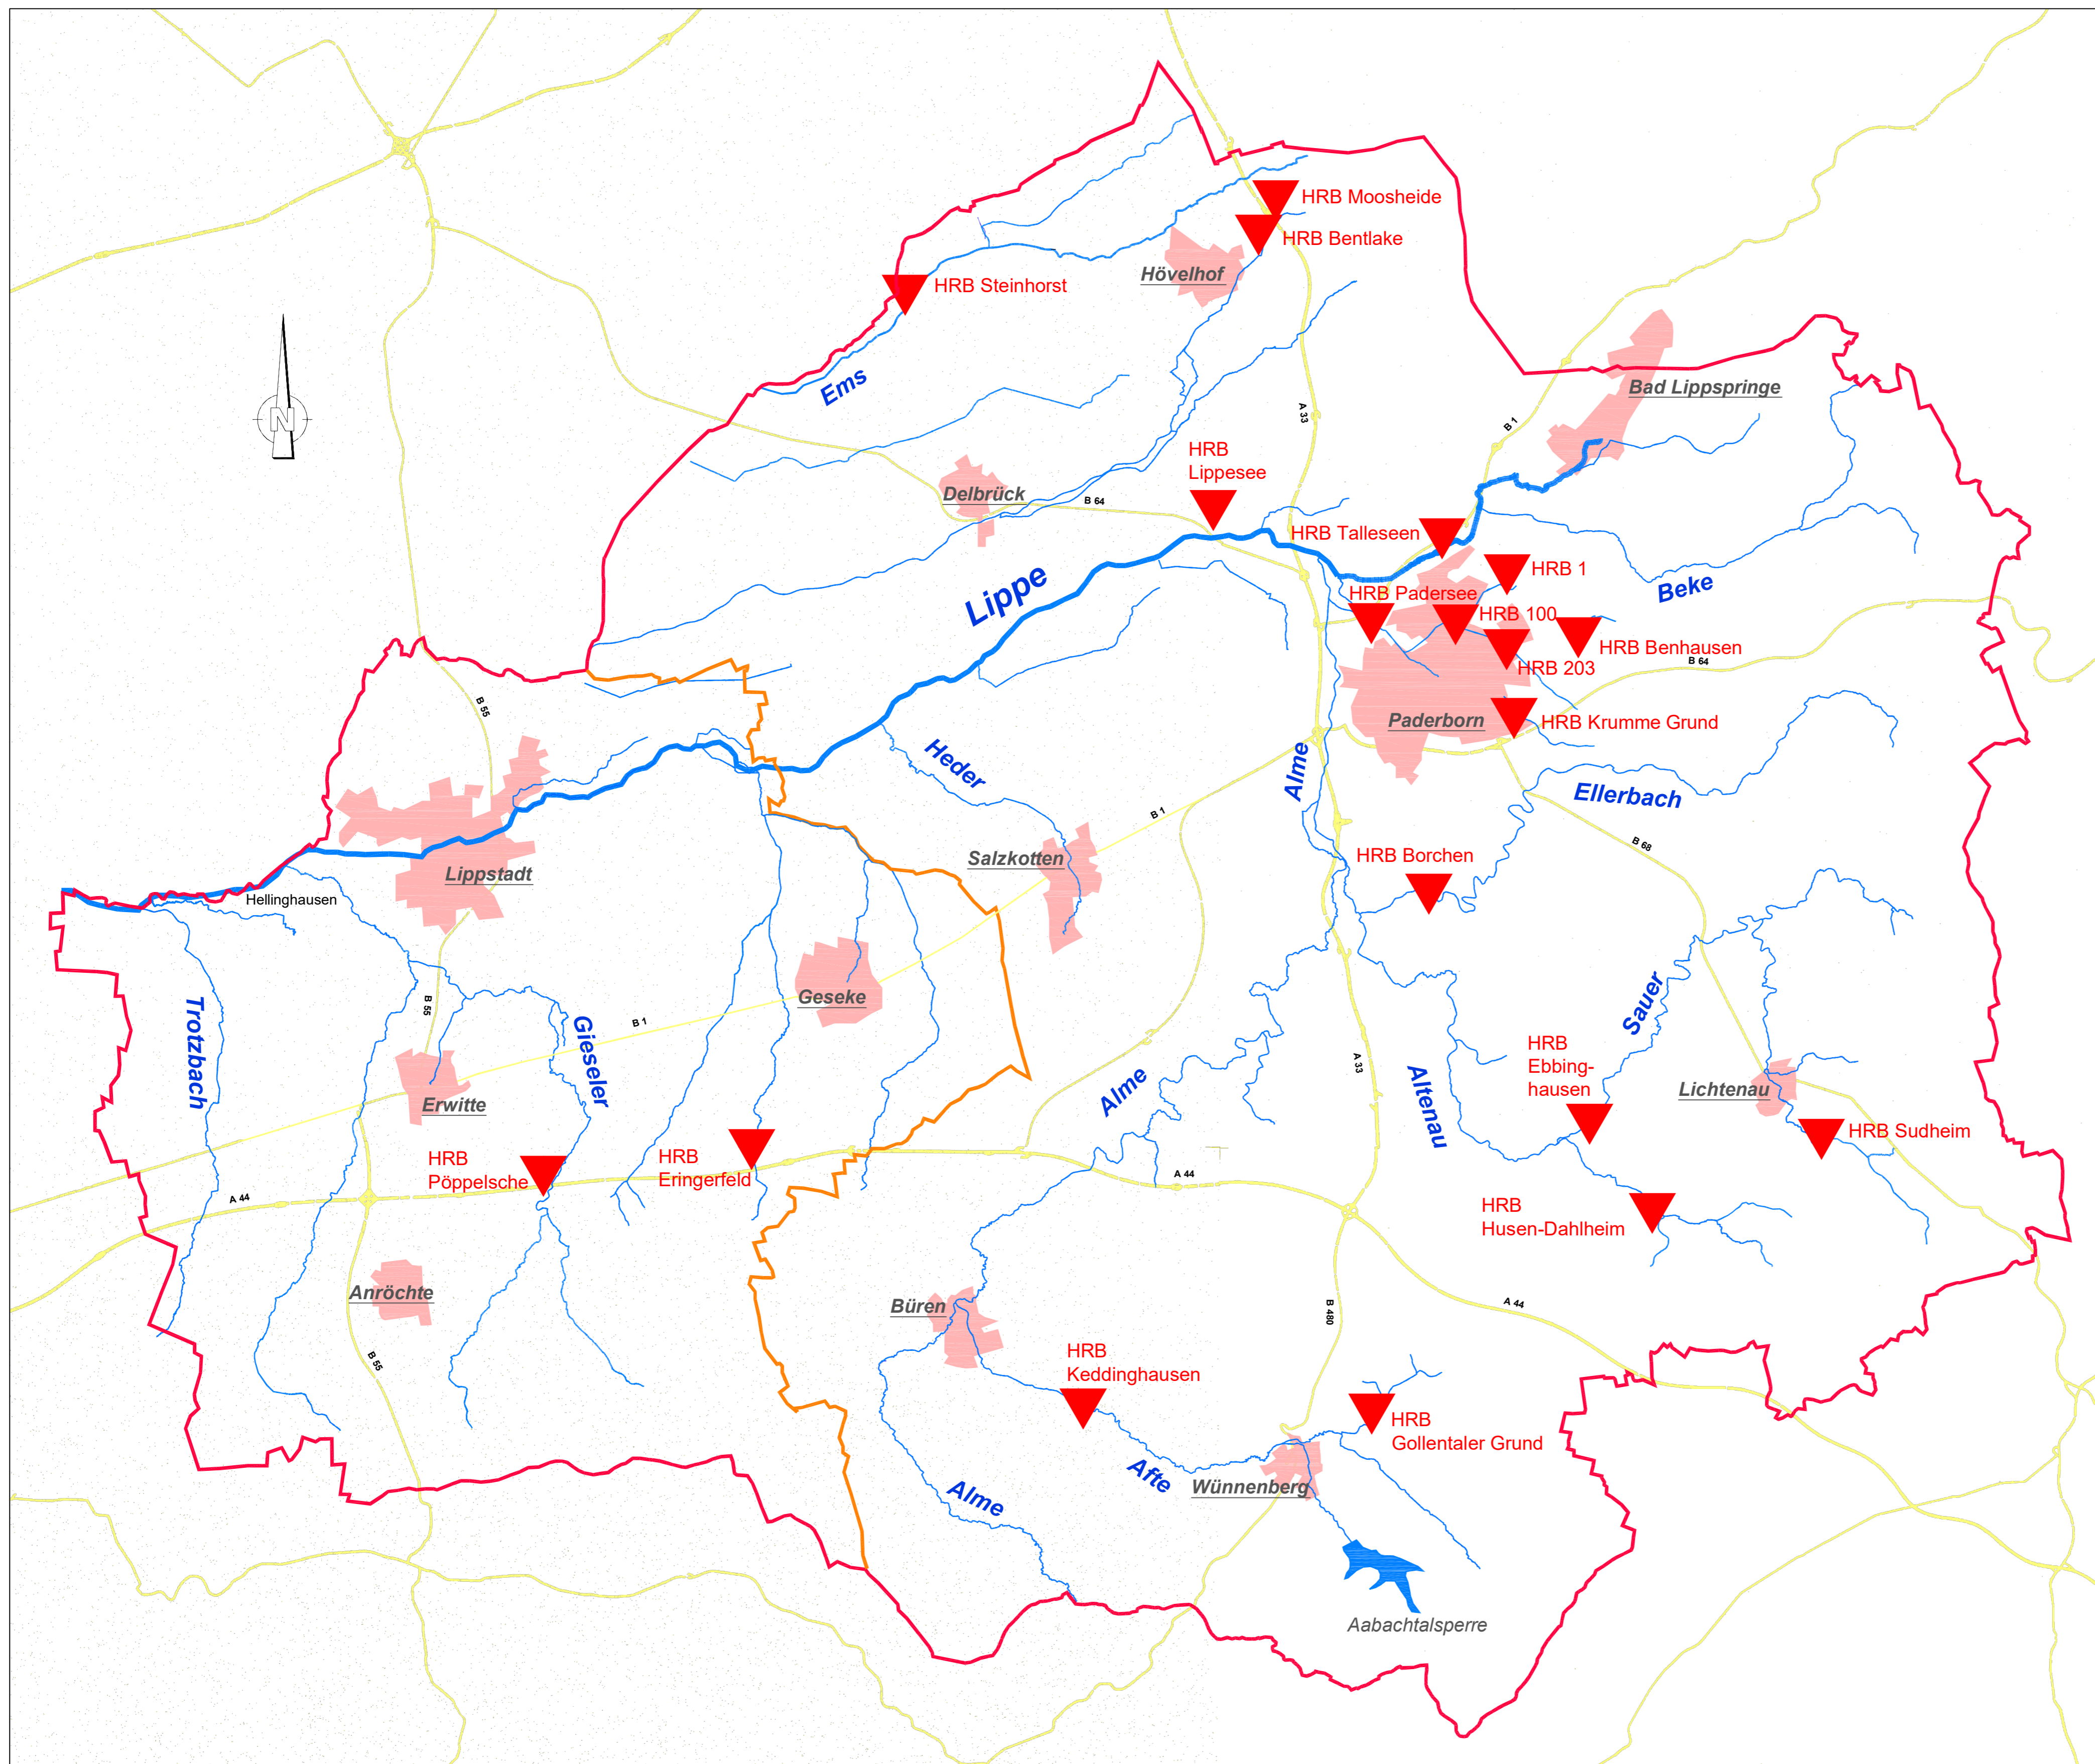 HRB Moosheide
HRB Bentlake
Hövelhof
HRB Steinhorst
Ems
Bad Lippspringe
A 33
B 1
N
HRB
Lippesee
Delbrück
B 64
HRB Talleseen
HRB 1
Lippe
HRB Padersee
Beke
HRB 100
HRB Benhausen
B 64
HRB 203
B 55
Paderborn
HRB Krumme Grund
Heder
Alme
Ellerbach
B 1
B 68
Salzkotten
HRB Borchen
Lippstadt
Hellinghausen
Geseke
B 55
Trotzbach
B 1
Gieseler
Sauer
HRB
Ebbing-
hausen
A 33
Alme
Altenau
Lichtenau
Erwitte
HRB Sudheim
HRB
Pöppelsche
HRB
Eringerfeld
A 44
A 44
HRB
Husen-Dahlheim
Anröchte
Büren
B 480
A 44
B 55
HRB
Keddinghausen
HRB
Gollentaler Grund
Afte
Wünnenberg
Alme
Aabachtalsperre